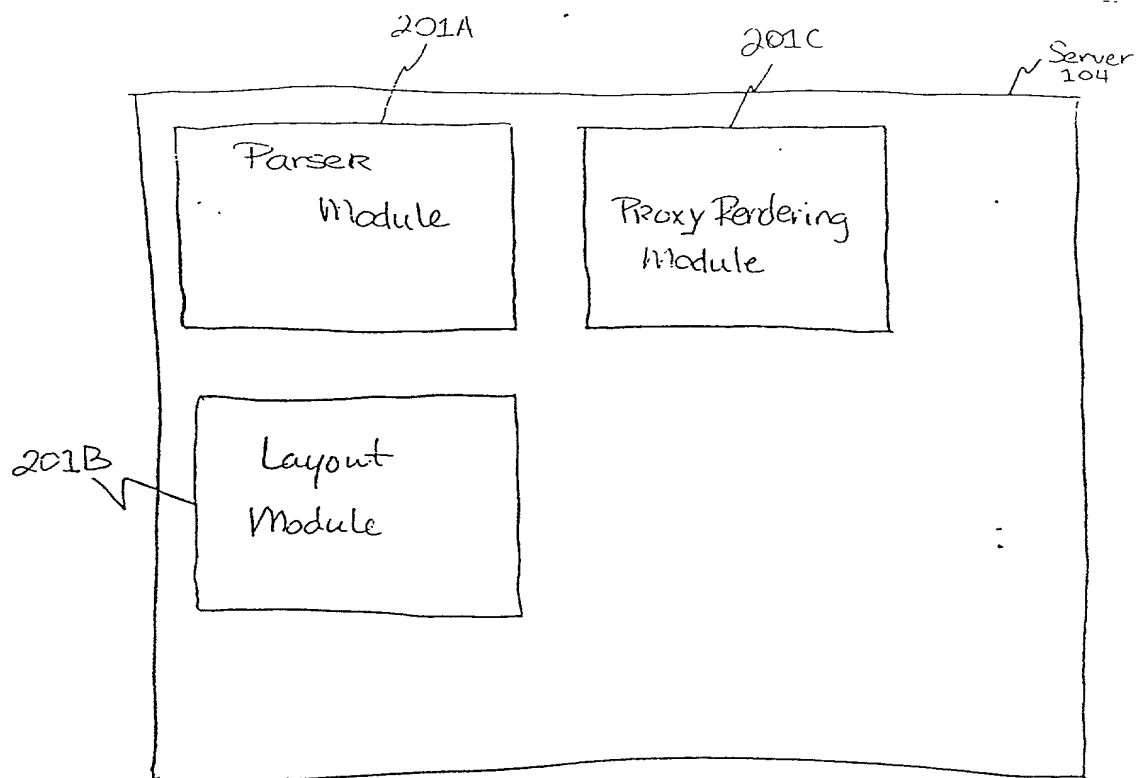 201A
201C
Server
104
Parser
Module
Proxy Rendering
Module
201B
Layout
Module